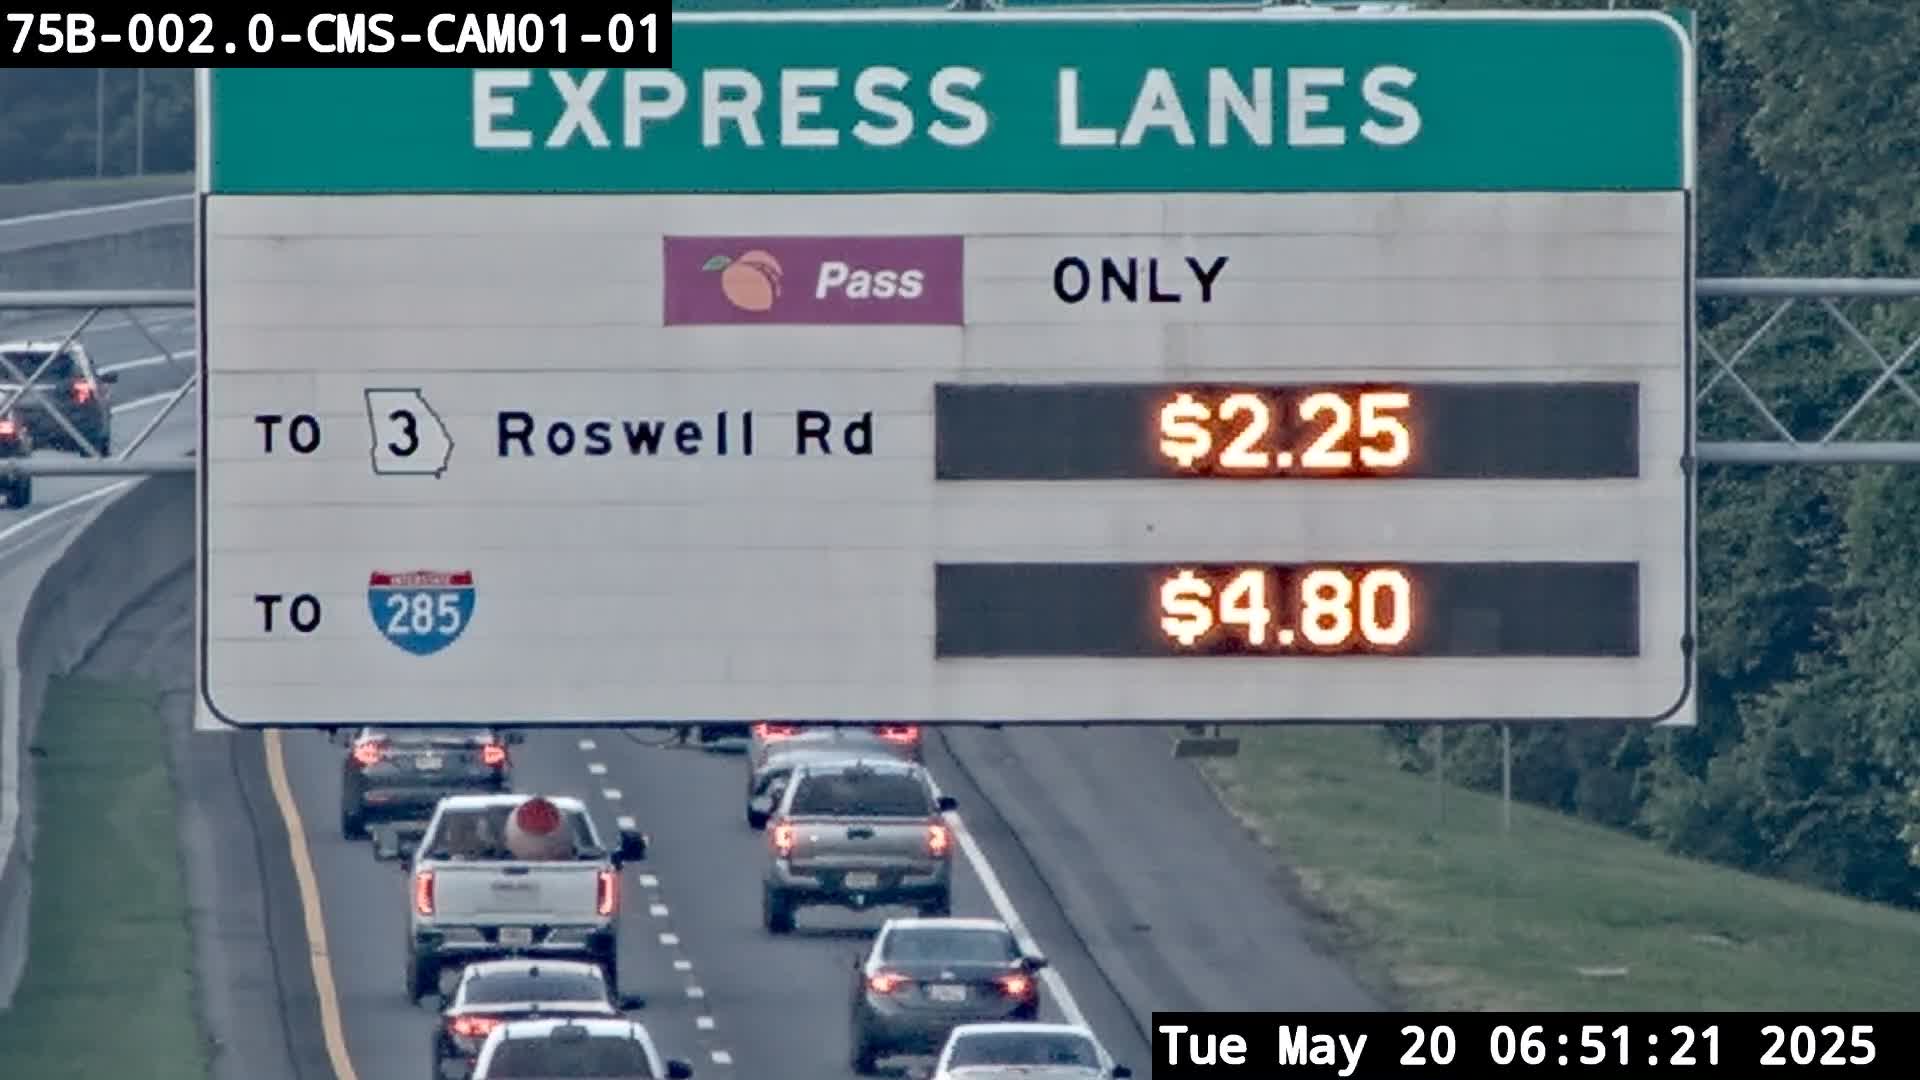 75B-002.0-CMS-CAM01-01
EXPRESS LANES
Pass ONLY
TO 3 Roswell Rd $2.25
INTERSTATE
TO 285 $4.80
Tue May 20 06:51:21 2025